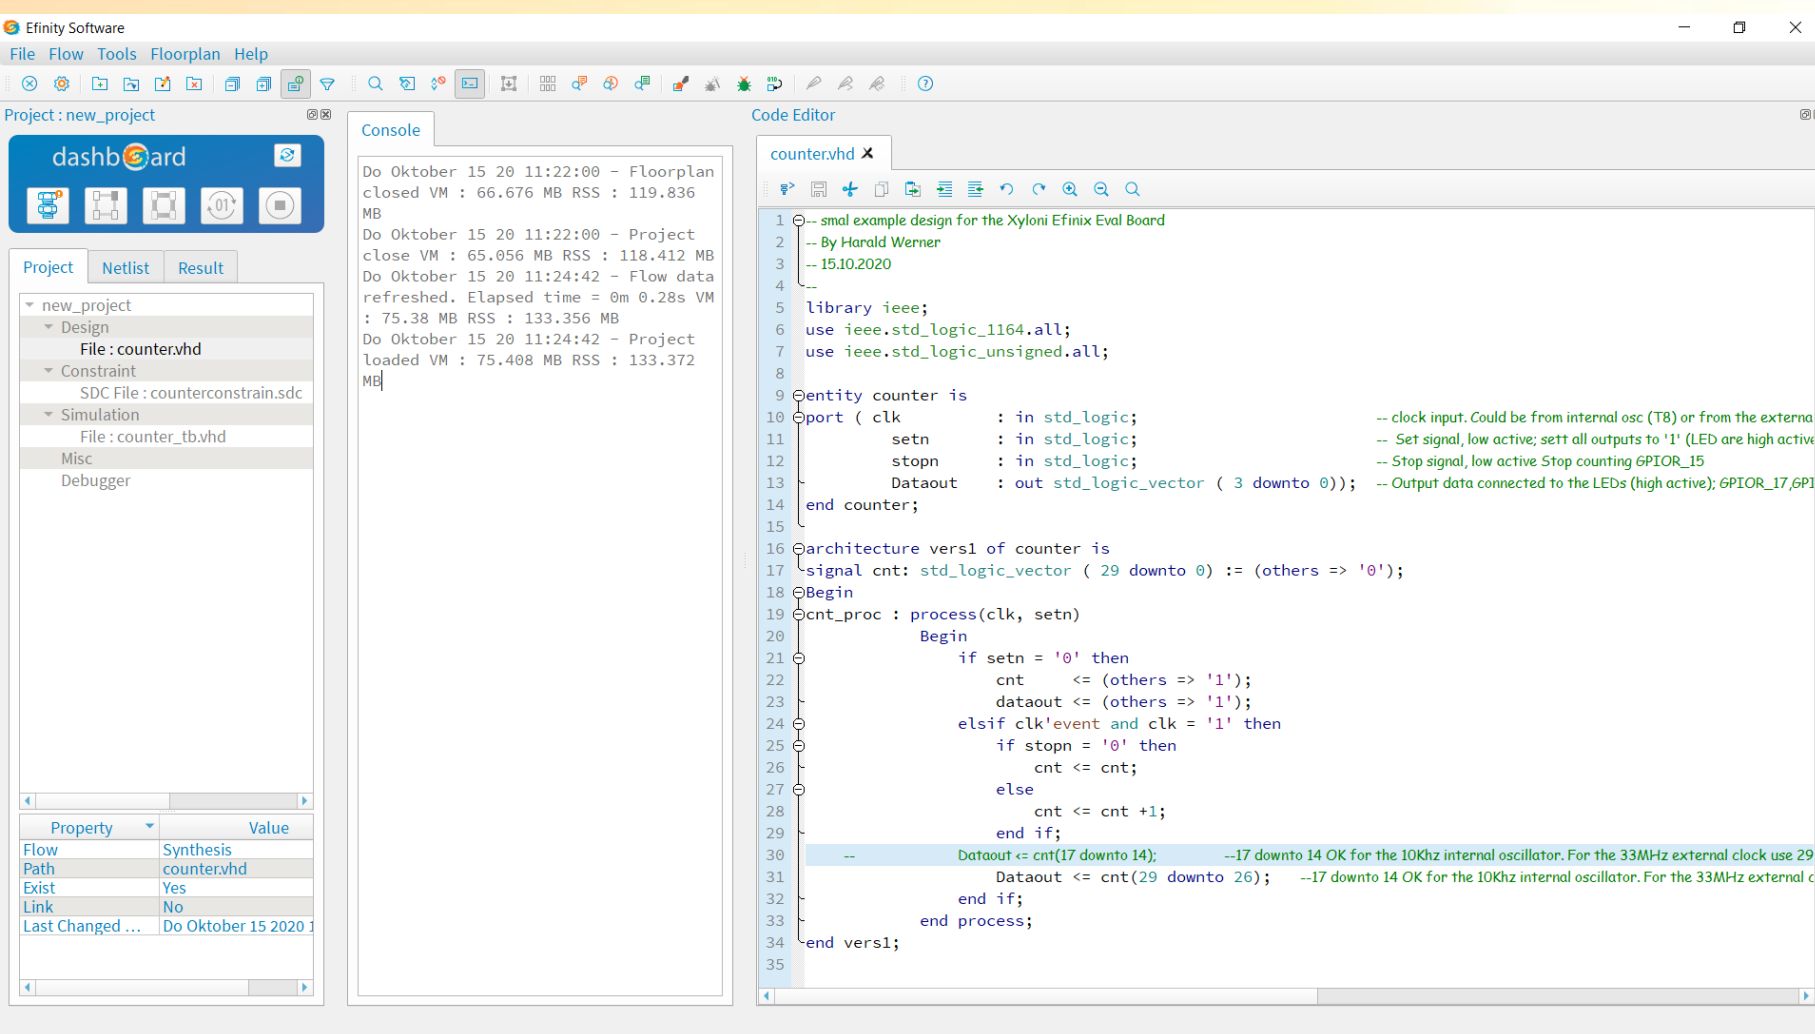 Efinity Software
File Flow Tools Floorplan Help
Project : new_project
dashboard
Project Netlist Result
new_project
Design
File : counter.vhd
Constraint
SDC File : counterconstrain.sdc
Simulation
File : counter_tb.vhd
Misc
Debugger
Property Value
Flow Synthesis
Path counter.vhd
Exist Yes
Link No
Last Changed ... Do Oktober 15 2020 1
Console
Do Oktober 15 20 11:22:00 - Floorplan
closed VM : 66.676 MB RSS : 119.836
MB
Do Oktober 15 20 11:22:00 - Project
close VM : 65.056 MB RSS : 118.412 MB
Do Oktober 15 20 11:24:42 - Flow data
refreshed. Elapsed time = 0m 0.28s VM
: 75.38 MB RSS : 133.356 MB
Do Oktober 15 20 11:24:42 - Project
loaded VM : 75.408 MB RSS : 133.372
MB
Code Editor
counter.vhd
1 -- smal example design for the Xyloni Efinix Eval Board
2 -- By Harald Werner
3 -- 15.10.2020
4 --
5 library ieee;
6 use ieee.std_logic_1164.all;
7 use ieee.std_logic_unsigned.all;
8
9 entity counter is
10 port ( clk : in std_logic; -- clock input. Could be from internal osc (T8) or from the externa
11 setn : in std_logic; -- Set signal, low active; sett all outputs to '1' (LED are high active
12 stopn : in std_logic; -- Stop signal, low active Stop counting GPIOR_15
13 Dataout : out std_logic_vector ( 3 downto 0)); -- Output data connected to the LEDs (high active); GPIOR_17,GPI
14 end counter;
15
16 architecture vers1 of counter is
17 signal cnt: std_logic_vector ( 29 downto 0) := (others => '0');
18 Begin
19 cnt_proc : process(clk, setn)
20 Begin
21 if setn = '0' then
22 cnt <= (others => '1');
23 dataout <= (others => '1');
24 elsif clk'event and clk = '1' then
25 if stopn = '0' then
26 cnt <= cnt;
27 else
28 cnt <= cnt +1;
29 end if;
30 -- Dataout <= cnt(17 downto 14); --17 downto 14 OK for the 10Khz internal oscillator. For the 33MHz external clock use 29
31 Dataout <= cnt(29 downto 26); --17 downto 14 OK for the 10Khz internal oscillator. For the 33MHz external c
32 end if;
33 end process;
34 end vers1;
35